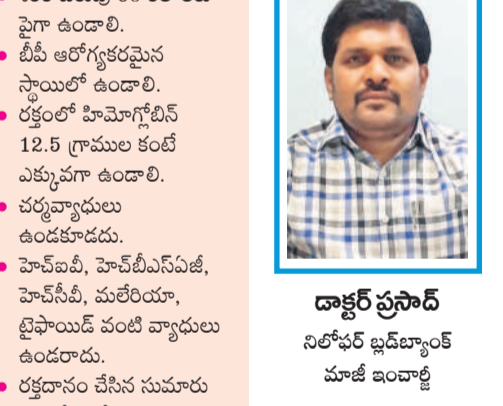 పైగా ఉండాలి.
బీపీ ఆరోగ్యకరమైన
స్థాయిలో ఉండాలి.
రక్తంలో హిమోగ్లోబిన్
12.5 గ్రాముల కంటే
ఎక్కువగా ఉండాలి.
చర్మవ్యాధులు
ఉండకూడదు.
హెచ్ఐవీ, హెచ్‌బీఎస్ఏజీ,
హెచ్‌సీవీ, మలేరియా,
టైఫాయిడ్ వంటి వ్యాధులు
ఉండరాదు.
రక్తదానం చేసిన సుమారు
డాక్టర్ ప్రసాద్
నిలోఫర్ బ్లడ్‌బ్యాంక్
మాజీ ఇంచార్జీ